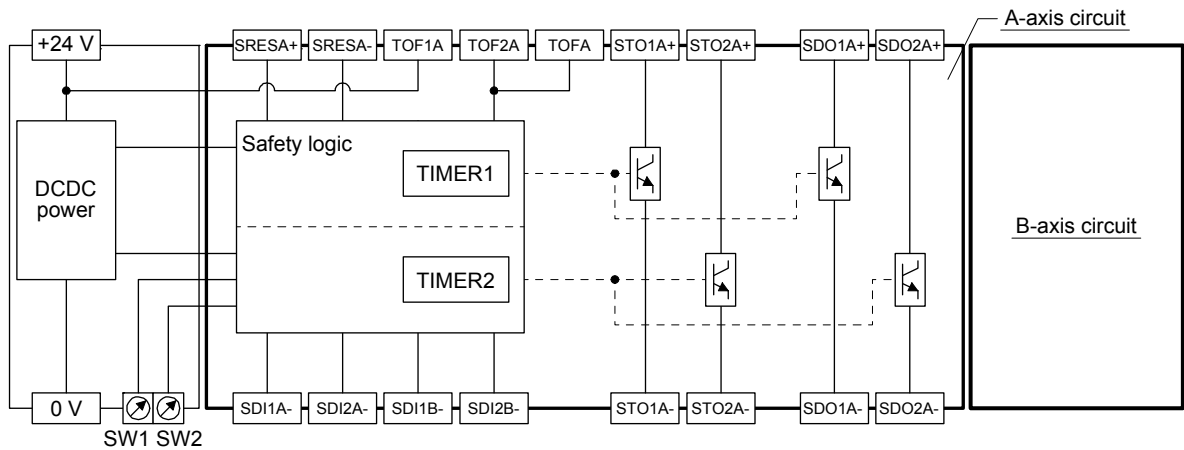 A-axis circuit
+24 V
SRESA+ SRESA- TOF1A TOF2A TOFA STO1A+ STO2A+ SDO1A+ SDO2A+
Safety logic
TIMER1
DCDC
power
B-axis circuit
TIMER2
0 V
SDI1A- SDI2A- SDI1B- SDI2B- STO1A- STO2A- SDO1A- SDO2A-
SW1 SW2